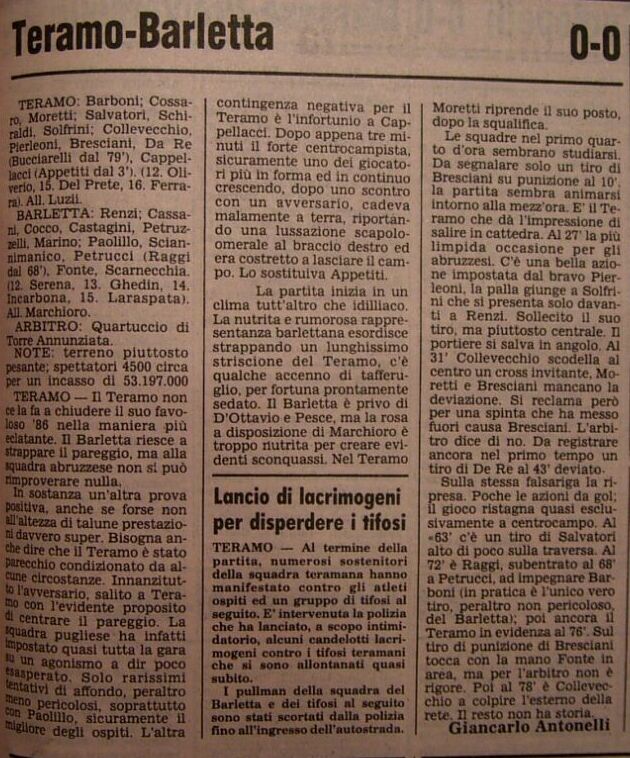 Teramo-Barletta
0-0
TERAMO: Barboni; Cossa-
ro, Moretti; Salvatori, Schi-
raldi, Solfrini; Collevecchio,
Pierleoni, Bresciani, Da Re
(Bucciarelli dal 79'), Cappel-
lacci (Appetiti dal 3'). (12. Oli-
verio, 15. Del Prete, 16. Ferra-
ra). All. Luzii.
BARLETTA: Renzi; Cassa-
ni, Cocco, Castagini, Petruz-
zelli, Marino; Paolillo, Scian-
nimanico, Petrucci (Raggi
dal 68'), Fonte, Scarnecchia.
(12. Serena, 13. Ghedin, 14.
Incarbona, 15. Laraspata).
All. Marchioro.
ARBITRO: Quartuccio di
Torre Annunziata.
NOTE: terreno piuttosto
pesante; spettatori 4500 circa
per un incasso di 53.197.000
TERAMO — Il Teramo non
ce la fa a chiudere il suo favo-
loso '86 nella maniera più
eclatante. Il Barletta riesce a
strappare il pareggio, ma alla
squadra abruzzese non si può
rimproverare nulla.
In sostanza un'altra prova
positiva, anche se forse non
all'altezza di talune prestazio-
ni davvero super. Bisogna an-
che dire che il Teramo è stato
parecchio condizionato da al-
cune circostanze. Innanzitut-
to l'avversario, salito a Tera-
mo con l'evidente proposito
di centrare il pareggio. La
squadra pugliese ha infatti
impostato quasi tutta la gara
su un agonismo a dir poco
esasperato. Solo rarissimi
tentativi di affondo, peraltro
meno pericolosi, soprattutto
con Paolillo, sicuramente il
migliore degli ospiti. L'altra
contingenza negativa per il
Teramo è l'infortunio a Cap-
pellacci. Dopo appena tre mi-
nuti il forte centrocampista,
sicuramente uno dei giocato-
ri più in forma ed in continuo
crescendo, dopo uno scontro
con un avversario, cadeva
malamente a terra, riportan-
do una lussazione scapolo-
omerale al braccio destro ed
era costretto a lasciare il cam-
po. Lo sostituiva Appetiti.
La partita inizia in un
clima tutt'altro che idilliaco.
La nutrita e rumorosa rappre-
sentanza barlettana esordisce
strappando un lunghissimo
striscione del Teramo, c'è
qualche accenno di tafferu-
glio, per fortuna prontamente
sedato. Il Barletta è privo di
D'Ottavio e Pesce, ma la rosa
a disposizione di Marchioro è
troppo nutrita per creare evi-
denti sconquassi. Nel Teramo
Lancio di lacrimogeni
per disperdere i tifosi
TERAMO — Al termine della
partita, numerosi sostenitori
della squadra teramana hanno
manifestato contro gli atleti
ospiti ed un gruppo di tifosi al
seguito. E' intervenuta la polizia
che ha lanciato, a scopo intimi-
datorio, alcuni candelotti lacri-
mogeni contro i tifosi teramani
che si sono allontanati quasi
subito.
I pullman della squadra del
Barletta e dei tifosi al seguito
sono stati scortati dalla polizia
fino all'ingresso dell'autostrada.
Moretti riprende il suo posto,
dopo la squalifica.
Le squadre nel primo quar-
to d'ora sembrano studiarsi.
Da segnalare solo un tiro di
Bresciani su punizione al 10'.
la partita sembra animarsi
intorno alla mezz'ora. E' il Te-
ramo che dà l'impressione di
salire in cattedra. Al 27' la più
limpida occasione per gli
abruzzesi. C'è una bella azio-
ne impostata dal bravo Pier-
leoni, la palla giunge a Solfri-
ni che si presenta solo davan-
ti a Renzi. Sollecito il suo
tiro, ma piuttosto centrale. Il
portiere si salva in angolo. Al
31' Collevecchio scodella al
centro un cross invitante, Mo-
retti e Bresciani mancano la
deviazione. Si reclama però
per una spinta che ha messo
fuori causa Bresciani. L'arbi-
tro dice di no. Da registrare
ancora nel primo tempo un
tiro di De Re al 43' deviato.
Sulla stessa falsariga la ri-
presa. Poche le azioni da gol;
il gioco ristagna quasi esclu-
sivamente a centrocampo. Al
«63' c'è un tiro di Salvatori
alto di poco sulla traversa. Al
72' è Raggi, subentrato al 68'
a Petrucci, ad impegnare Bar-
boni (in pratica è l'unico vero
tiro, peraltro non pericoloso,
del Barletta); poi ancora il
Teramo in evidenza al 76'. Sul
tiro di punizione di Bresciani
tocca con la mano Fonte in
area, ma per l'arbitro non è
rigore. Poi al 78' è Collevec-
chio a colpire l'esterno della
rete. Il resto non ha storia.
Giancarlo Antonelli